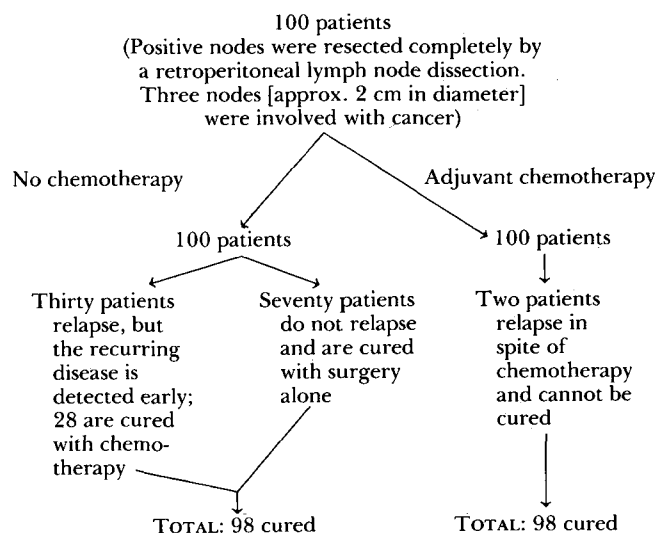 100 patients
(Positive nodes were resected completely by
a retroperitoneal lymph node dissection.
Three nodes [approx. 2 cm in diameter]
were involved with cancer)
No chemotherapy
Adjuvant chemotherapy
100 patients
100 patients
Thirty patients
relapse, but
the recurring
disease is
detected early;
28 are cured
with chemo-
therapy
Seventy patients
do not relapse
and are cured
with surgery
alone
Two patients
relapse in
spite of
chemotherapy
and cannot be
cured
TOTAL: 98 cured
TOTAL: 98 cured